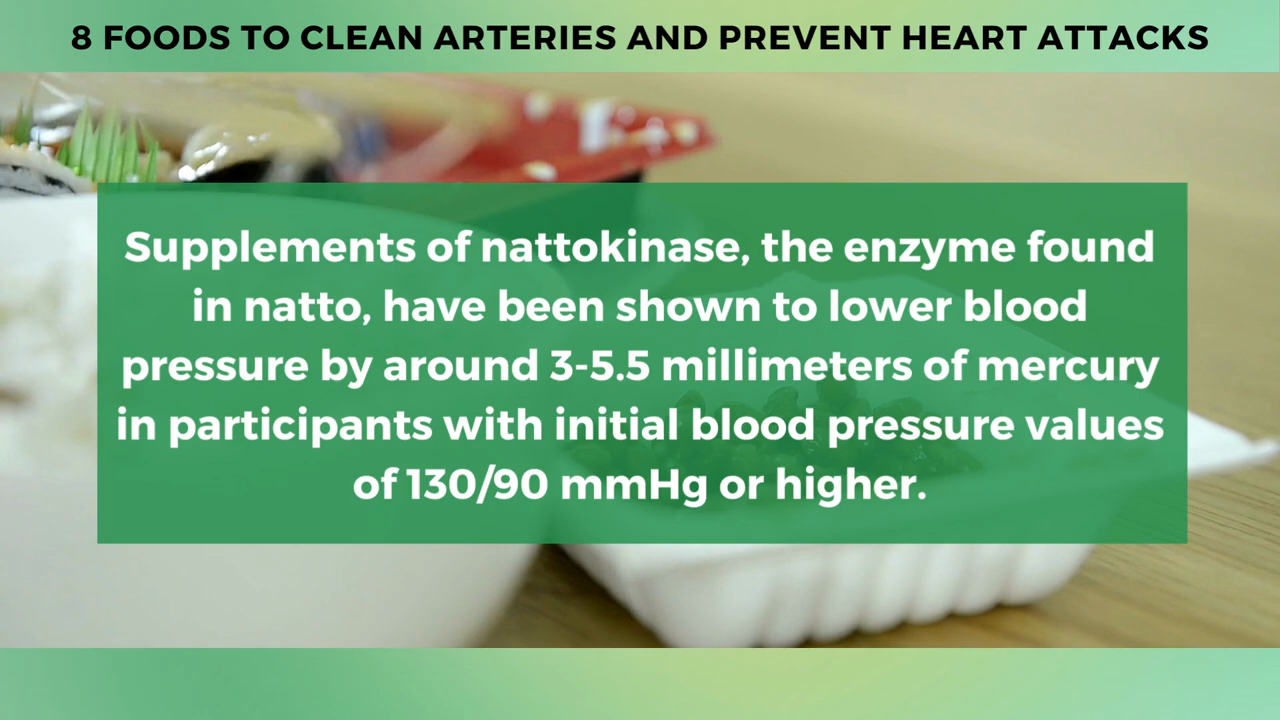 8 FOODS TO CLEAN ARTERIES AND PREVENT HEART ATTACKS
Supplements of nattokinase, the enzyme found
in natto, have been shown to lower blood
pressure by around 3-5.5 millimeters of mercury
in participants with initial blood pressure values
of 130/90 mmHg or higher.